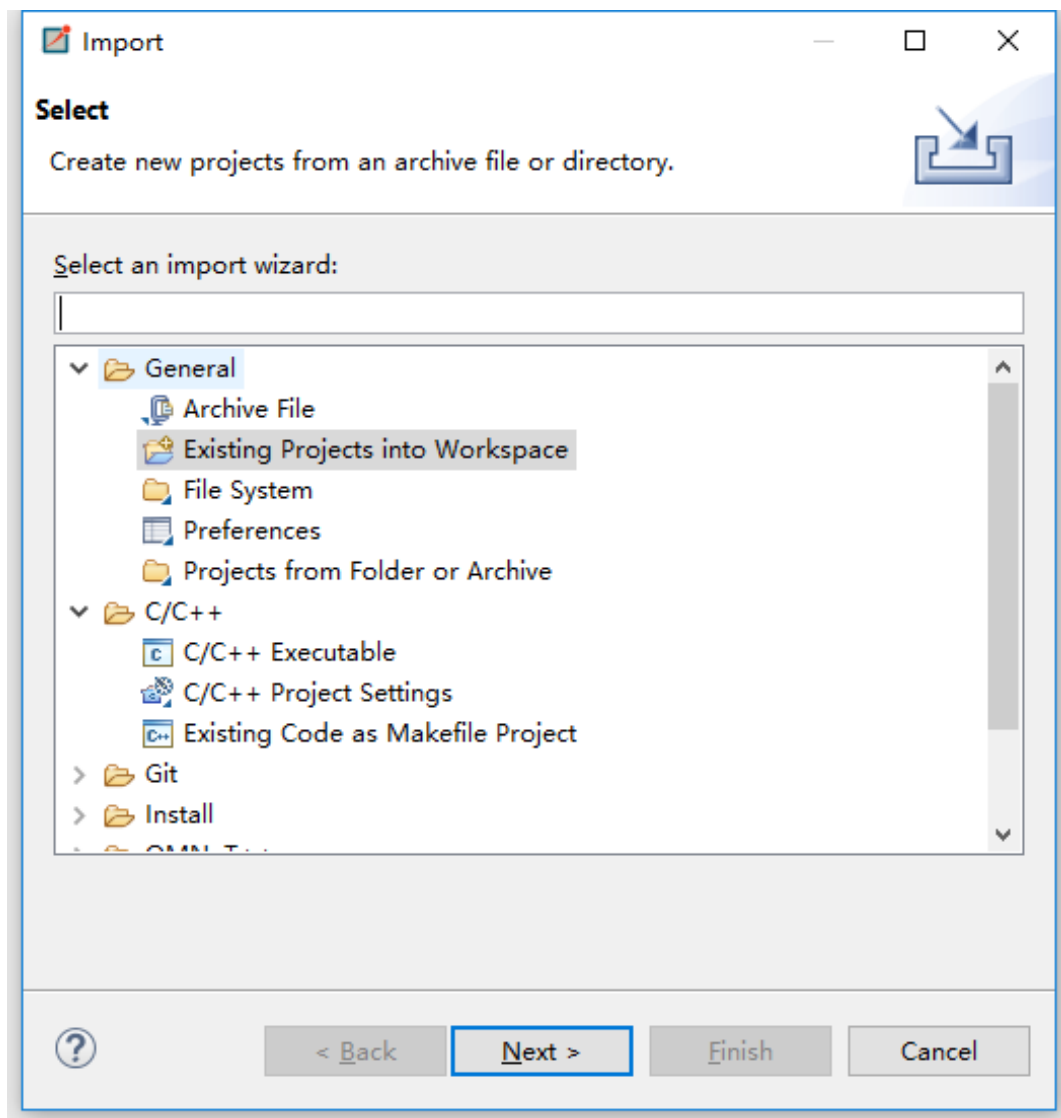 Import
Select
Create new projects from an archive file or directory.
Select an import wizard:
General
Archive File
Existing Projects into Workspace
File System
Preferences
Projects from Folder or Archive
C/C++
C/C++ Executable
C/C++ Project Settings
Existing Code as Makefile Project
Git
Install
< Back
Next >
Finish
Cancel